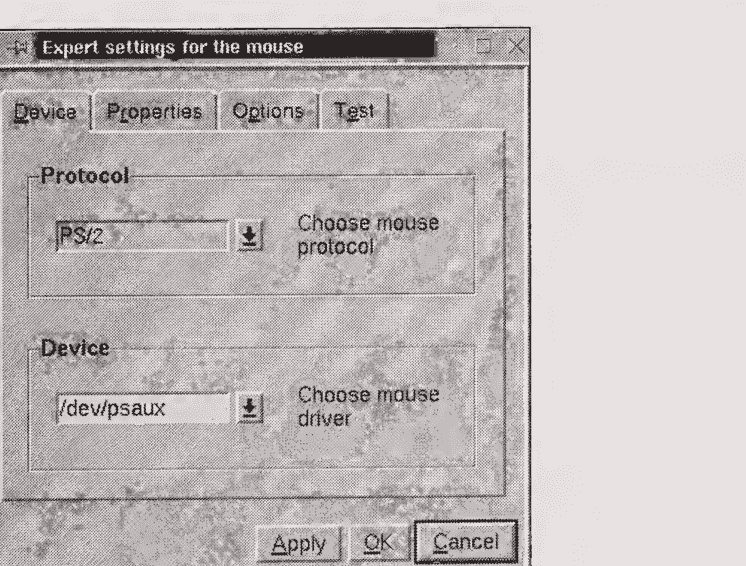 Expert settings for the mouse
Device Properties Options Test
Protocol
PS/2
Choose mouse
protocol
Device
/dev/psaux
Choose mouse
driver
Apply OK Cancel